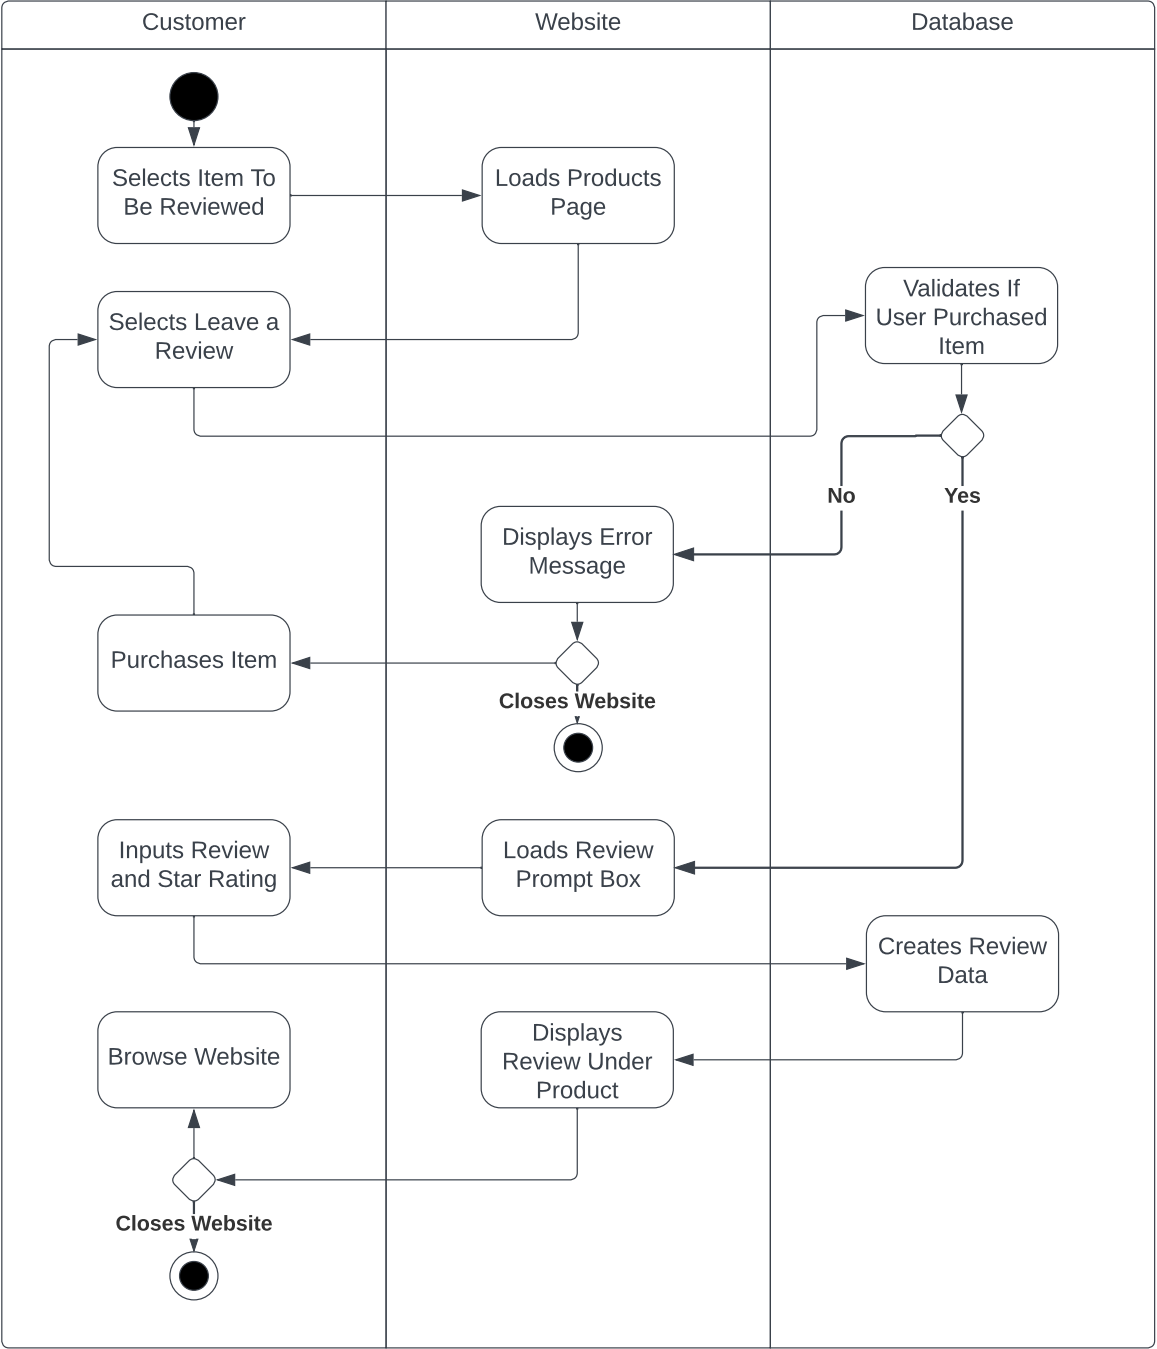 Customer
Website
Database
Selects Item To
Be Reviewed
Loads Products
Page
Validates If
User Purchased
Item
Selects Leave a
Review
No
Yes
Displays Error
Message
Purchases Item
Closes Website
Inputs Review
and Star Rating
Loads Review
Prompt Box
Creates Review
Data
Browse Website
Displays
Review Under
Product
Closes Website